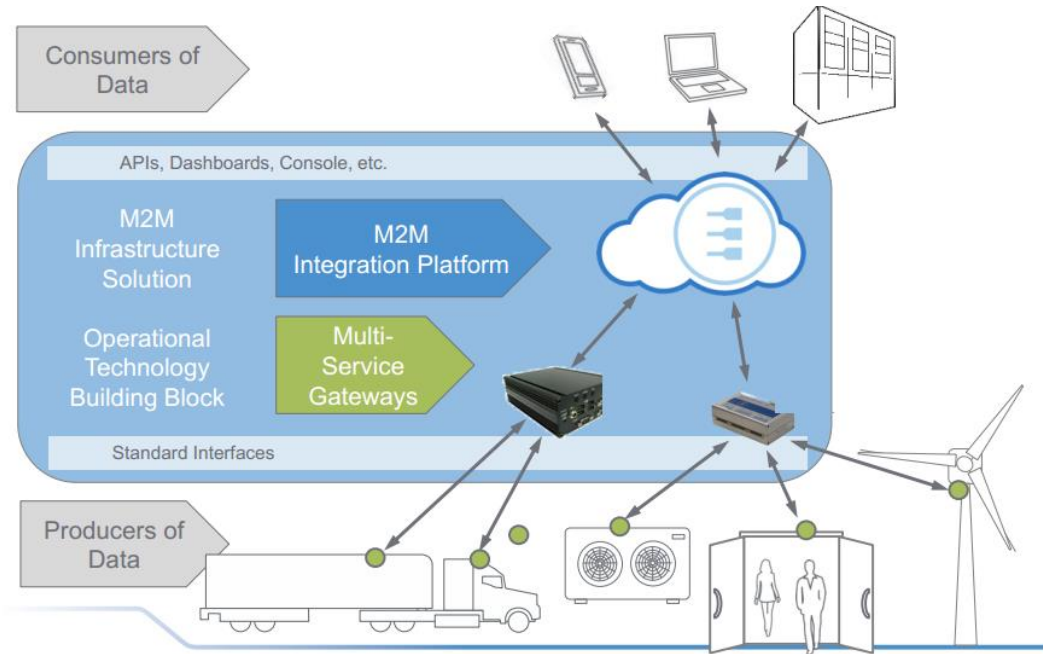 Consumers of
Data
APIs, Dashboards, Console, etc.
M2M
Infrastructure
Solution
M2M
Integration Platform
Operational
Technology
Building Block
Multi-
Service
Gateways
Standard Interfaces
Producers of
Data